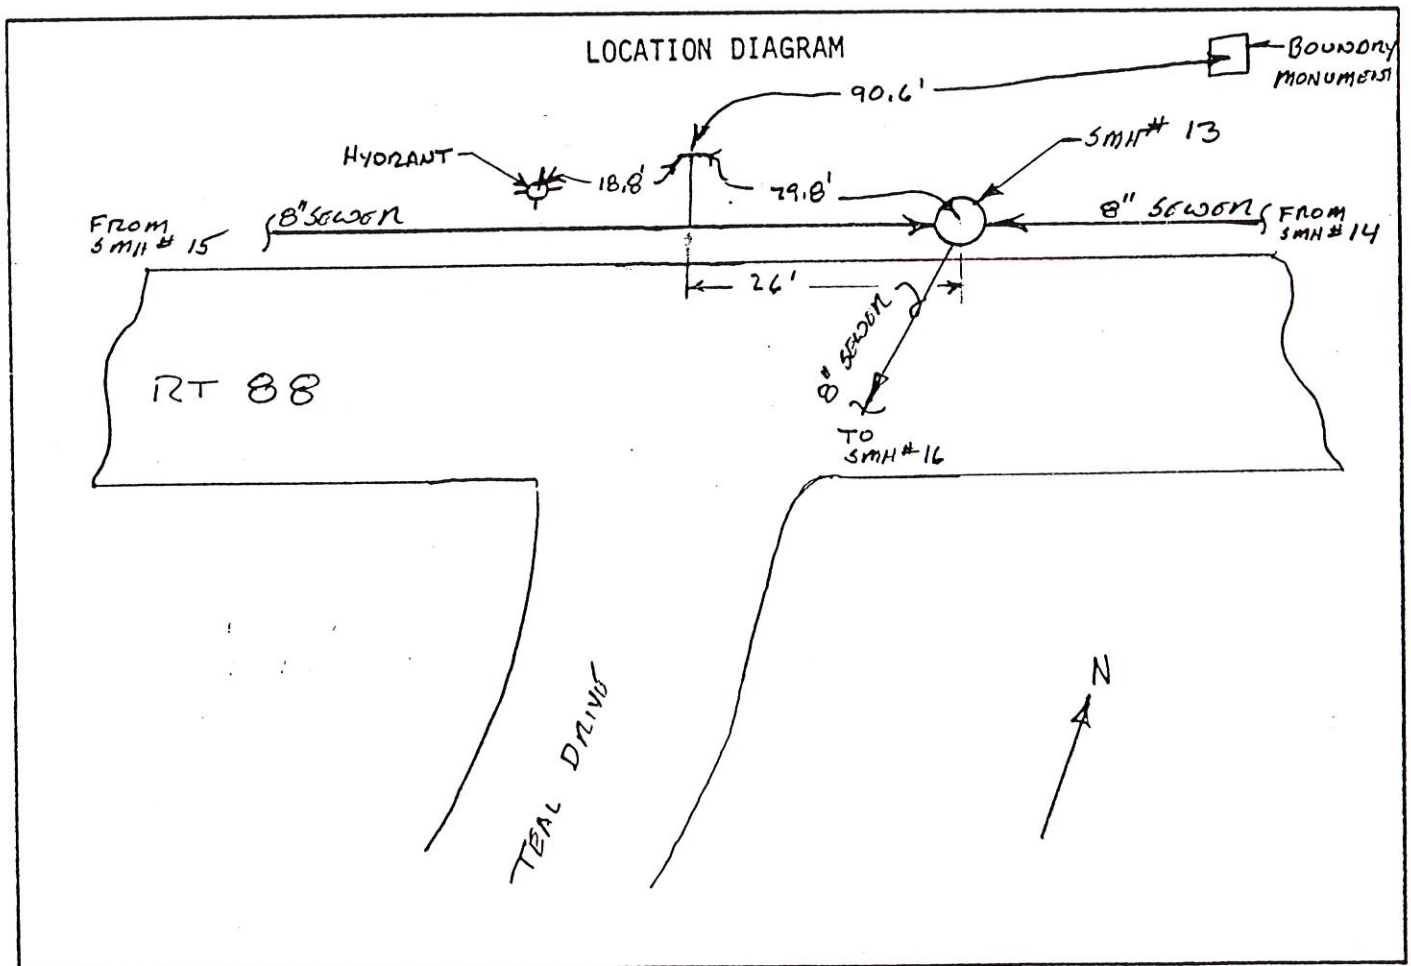 LOCATION DIAGRAM
BOUNDRY
MONUMENT
90.6'
SMH# 13
HYDRANT
18.8'
29.8'
FROM
SMH# 15
8" SEWER
8" SEWER
FROM
SMH# 14
26'
8" SEWER
TO
SMH# 16
RT 88
TEAL DRIVE
N